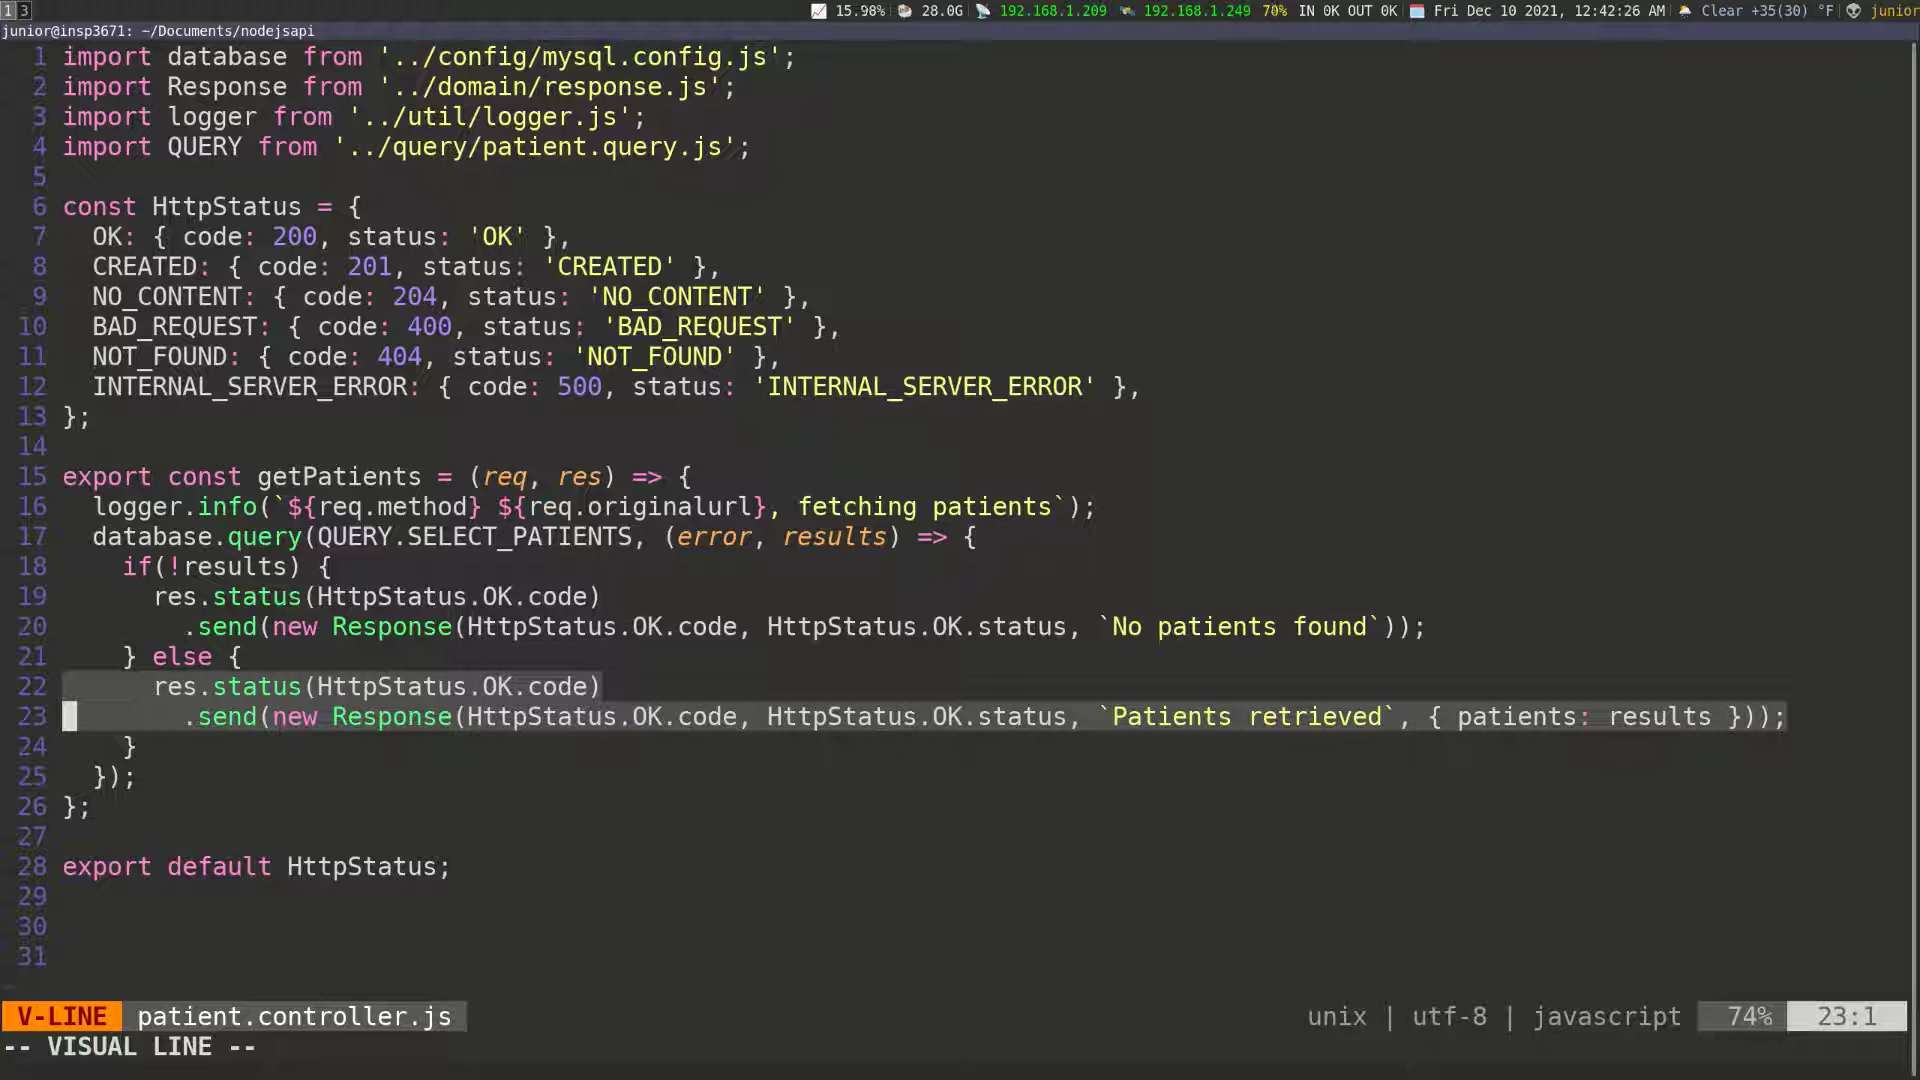 1 3 15.98% 28.0G 192.168.1.209 192.168.1.249 70% IN 0K OUT 0K Fri Dec 10 2021, 12:42:26 AM Clear +35(30) °F junior
junior@insp3671: ~/Documents/nodejsapi
1 import database from '../config/mysql.config.js';
2 import Response from '../domain/response.js';
3 import logger from '../util/logger.js';
4 import QUERY from '../query/patient.query.js';
5
6 const HttpStatus = {
7   OK: { code: 200, status: 'OK' },
8   CREATED: { code: 201, status: 'CREATED' },
9   NO_CONTENT: { code: 204, status: 'NO_CONTENT' },
10   BAD_REQUEST: { code: 400, status: 'BAD_REQUEST' },
11   NOT_FOUND: { code: 404, status: 'NOT_FOUND' },
12   INTERNAL_SERVER_ERROR: { code: 500, status: 'INTERNAL_SERVER_ERROR' },
13 };
14
15 export const getPatients = (req, res) => {
16   logger.info(`${req.method} ${req.originalurl}, fetching patients`);
17   database.query(QUERY.SELECT_PATIENTS, (error, results) => {
18     if(!results) {
19       res.status(HttpStatus.OK.code)
20         .send(new Response(HttpStatus.OK.code, HttpStatus.OK.status, `No patients found`));
21     } else {
22       res.status(HttpStatus.OK.code)
23         .send(new Response(HttpStatus.OK.code, HttpStatus.OK.status, `Patients retrieved`, { patients: results }));
24     }
25   });
26 };
27
28 export default HttpStatus;
29
30
31
V-LINE patient.controller.js unix | utf-8 | javascript 74% 23:1
-- VISUAL LINE --